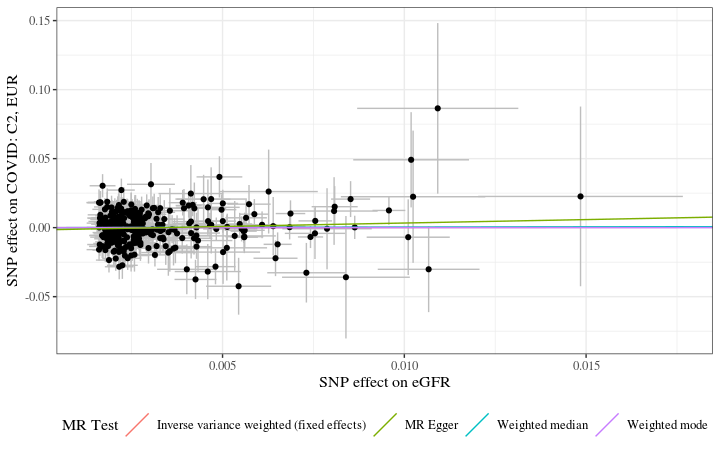 0.15
0.10
0.05
0.00
-0.05
SNP effect on COVID: C2, EUR
0.005
0.010
0.015
SNP effect on eGFR
MR Test
Inverse variance weighted (fixed effects)
MR Egger
Weighted median
Weighted mode